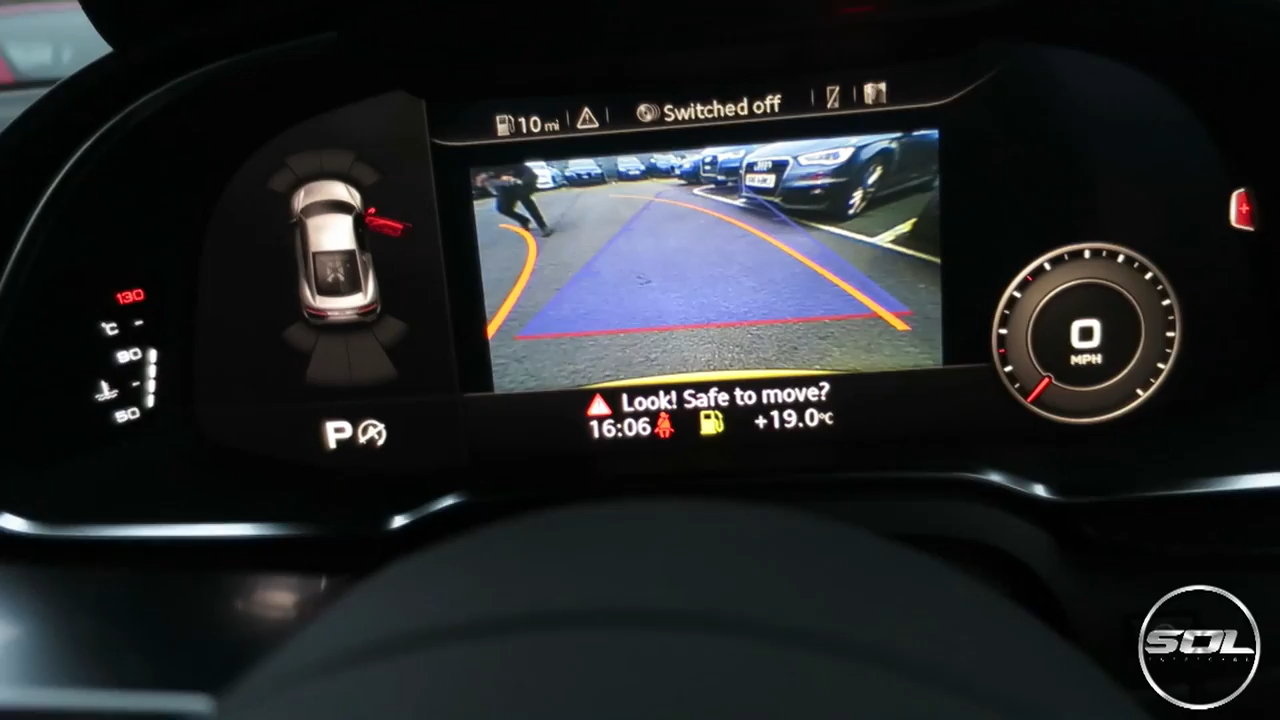 10 mi
Switched off
130
°C
90
50
P
0
MPH
Look! Safe to move?
16:06
+19.0°C
SOL